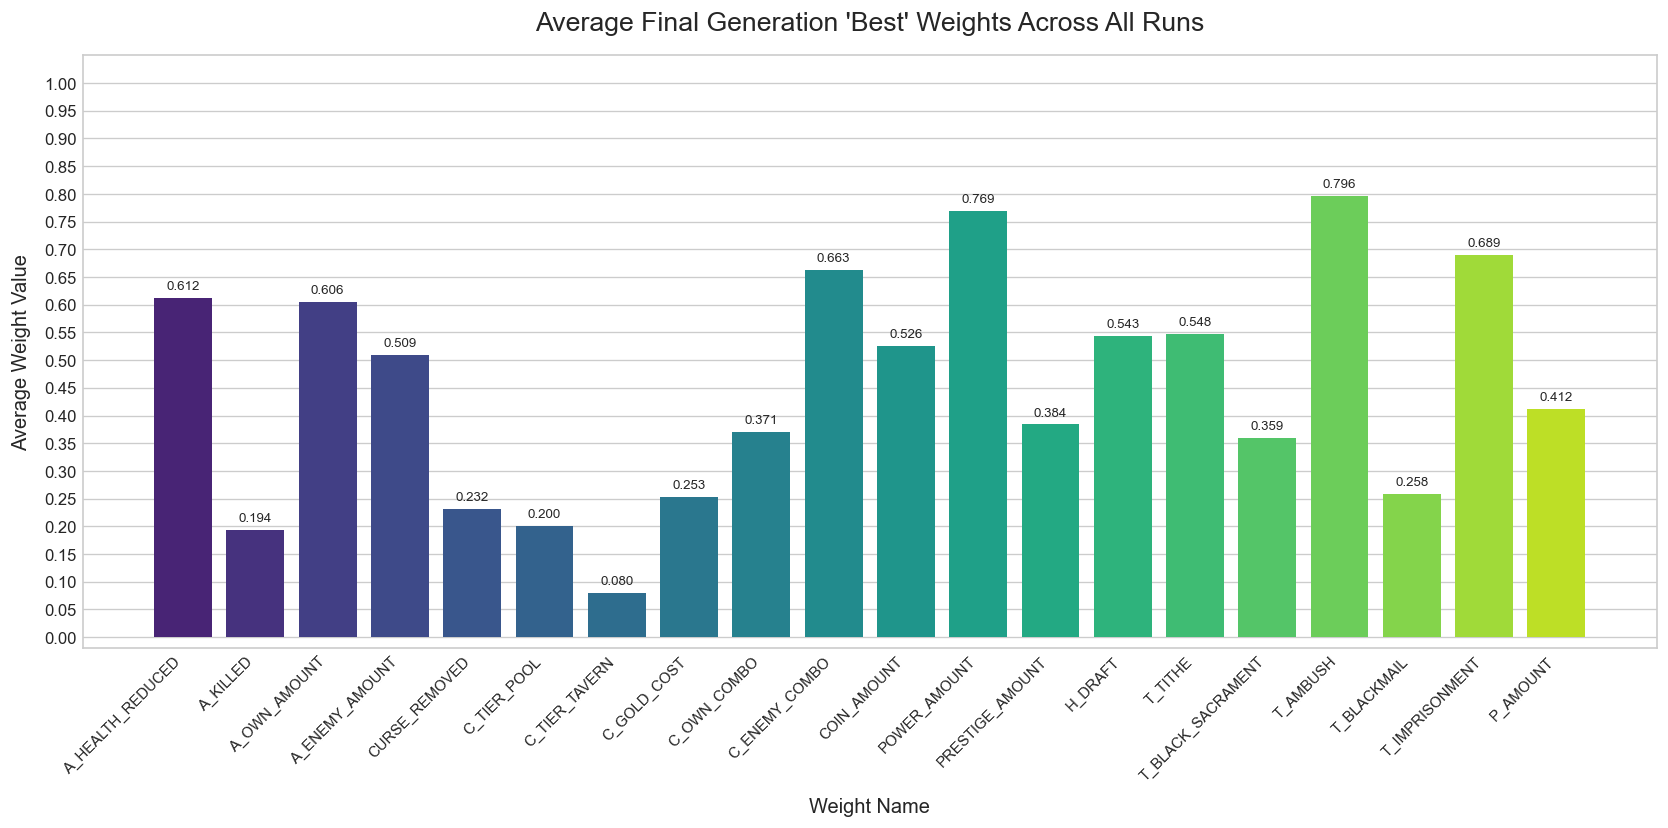 Average Final Generation 'Best' Weights Across All Runs
Average Weight Value
1.00
0.95
0.90
0.85
0.80
0.75
0.70
0.65
0.60
0.55
0.50
0.45
0.40
0.35
0.30
0.25
0.20
0.15
0.10
0.05
0.00
0.612
0.194
0.606
0.509
0.232
0.200
0.080
0.253
0.371
0.663
0.526
0.769
0.384
0.543
0.548
0.359
0.796
0.258
0.689
0.412
A_HEALTH_REDUCED
A_KILLED
A_OWN_AMOUNT
A_ENEMY_AMOUNT
CURSE_REMOVED
C_TIER_POOL
C_TIER_TAVERN
C_GOLD_COST
C_OWN_COMBO
C_ENEMY_COMBO
COIN_AMOUNT
POWER_AMOUNT
PRESTIGE_AMOUNT
H_DRAFT
T_TITHE
T_BLACK_SACRAMENT
T_AMBUSH
T_BLACKMAIL
T_IMPRISONMENT
P_AMOUNT
Weight Name